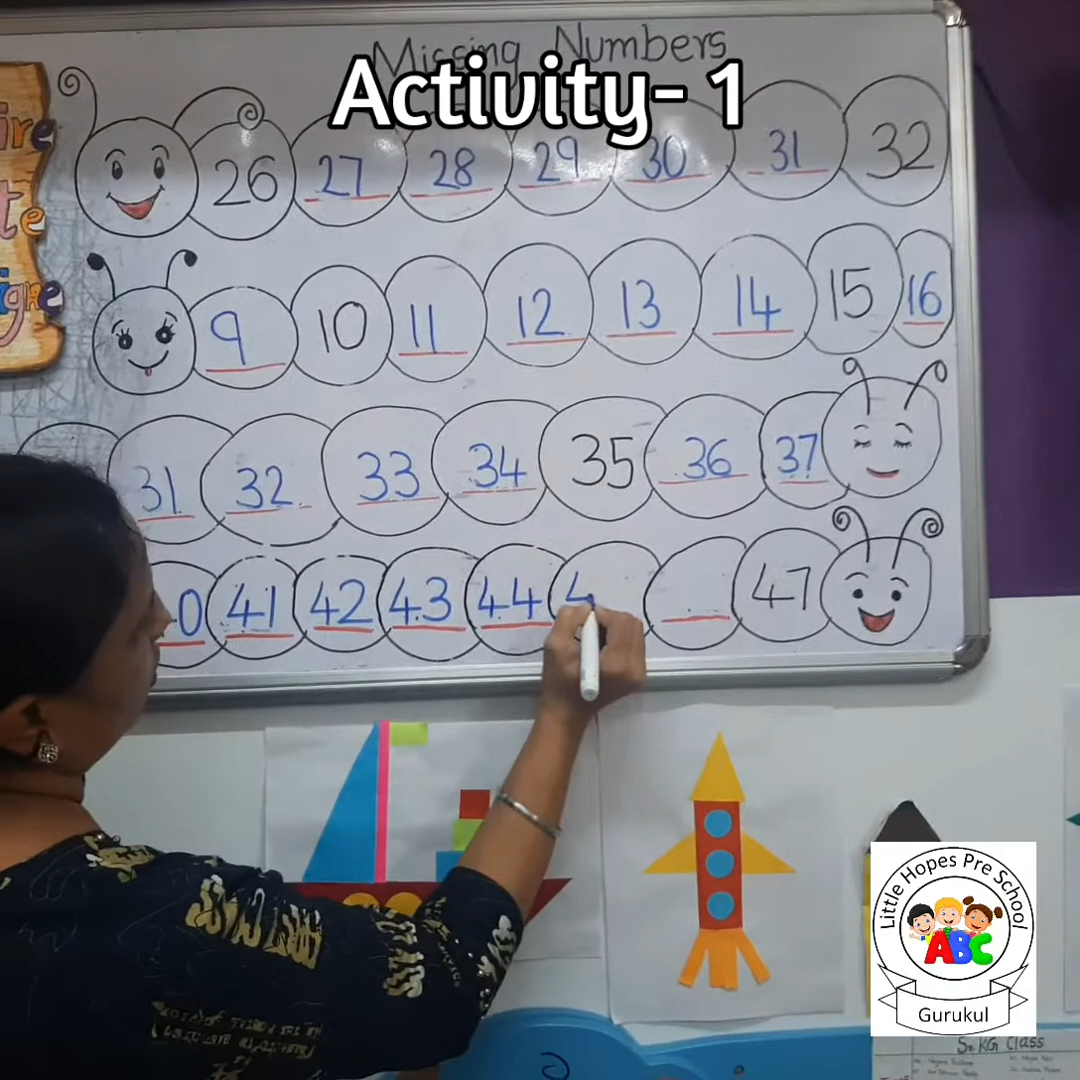 Missing Numbers
Activity- 1
26 27 28 29 30 31 32
9 10 11 12 13 14 15 16
31 32 33 34 35 36 37
0 41 42 43 44 4 47
Little Hopes Pre School
ABC
Gurukul
Sr.KG Class